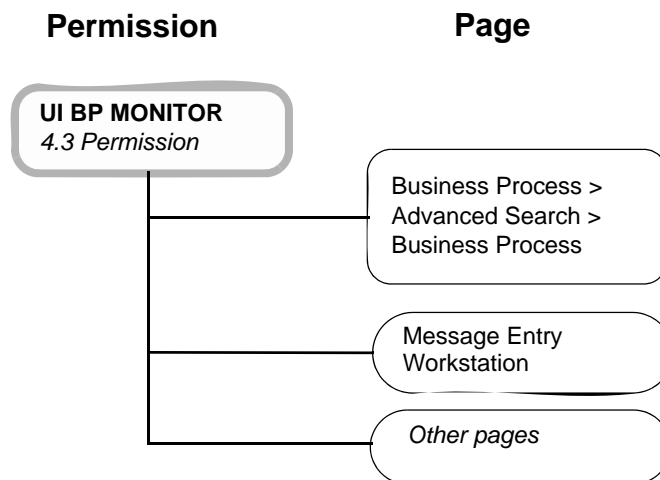 Permission
Page
UI BP MONITOR
4.3 Permission
Business Process >
Advanced Search >
Business Process
Message Entry
Workstation
Other pages